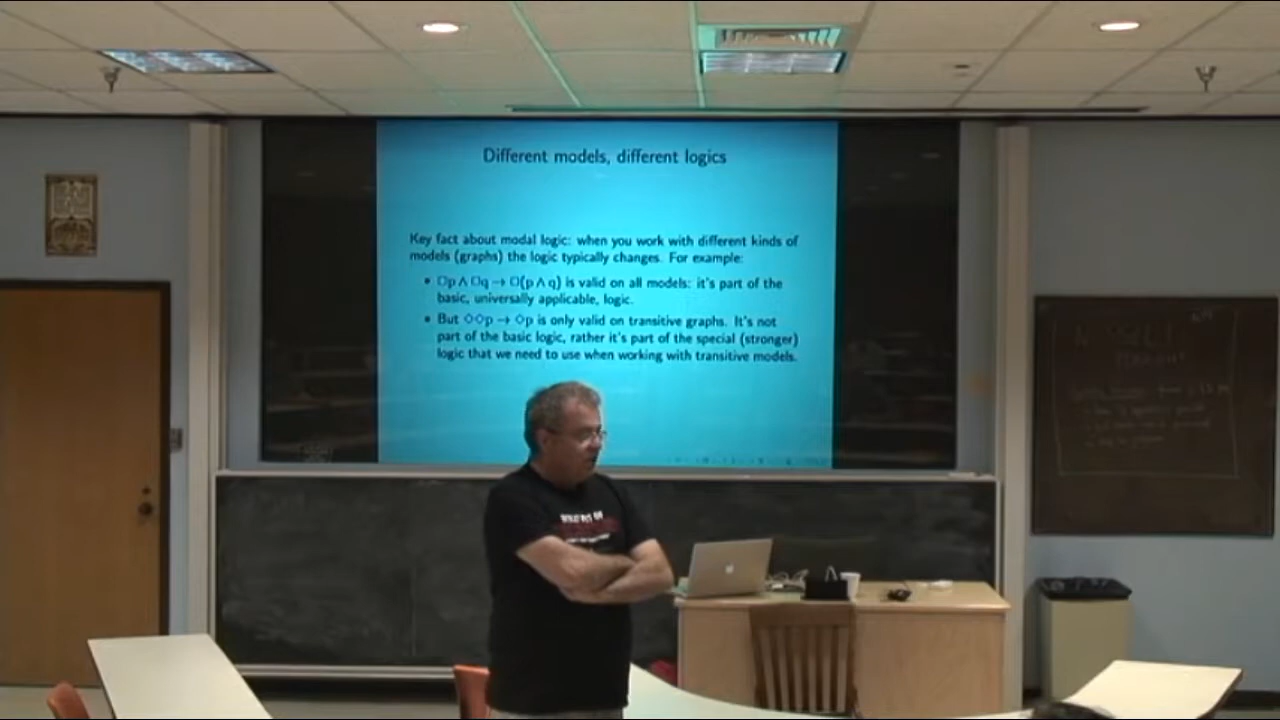 Different models, different logics
Key fact about modal logic: when you work with different kinds of
models (graphs) the logic typically changes. For example:
• □p ∧ □q → □(p ∧ q) is valid on all models: it's part of the
basic, universally applicable, logic.
• But ◇◇p → ◇p is only valid on transitive graphs. It's not
part of the basic logic, rather it's part of the special (stronger)
logic that we need to use when working with transitive models.